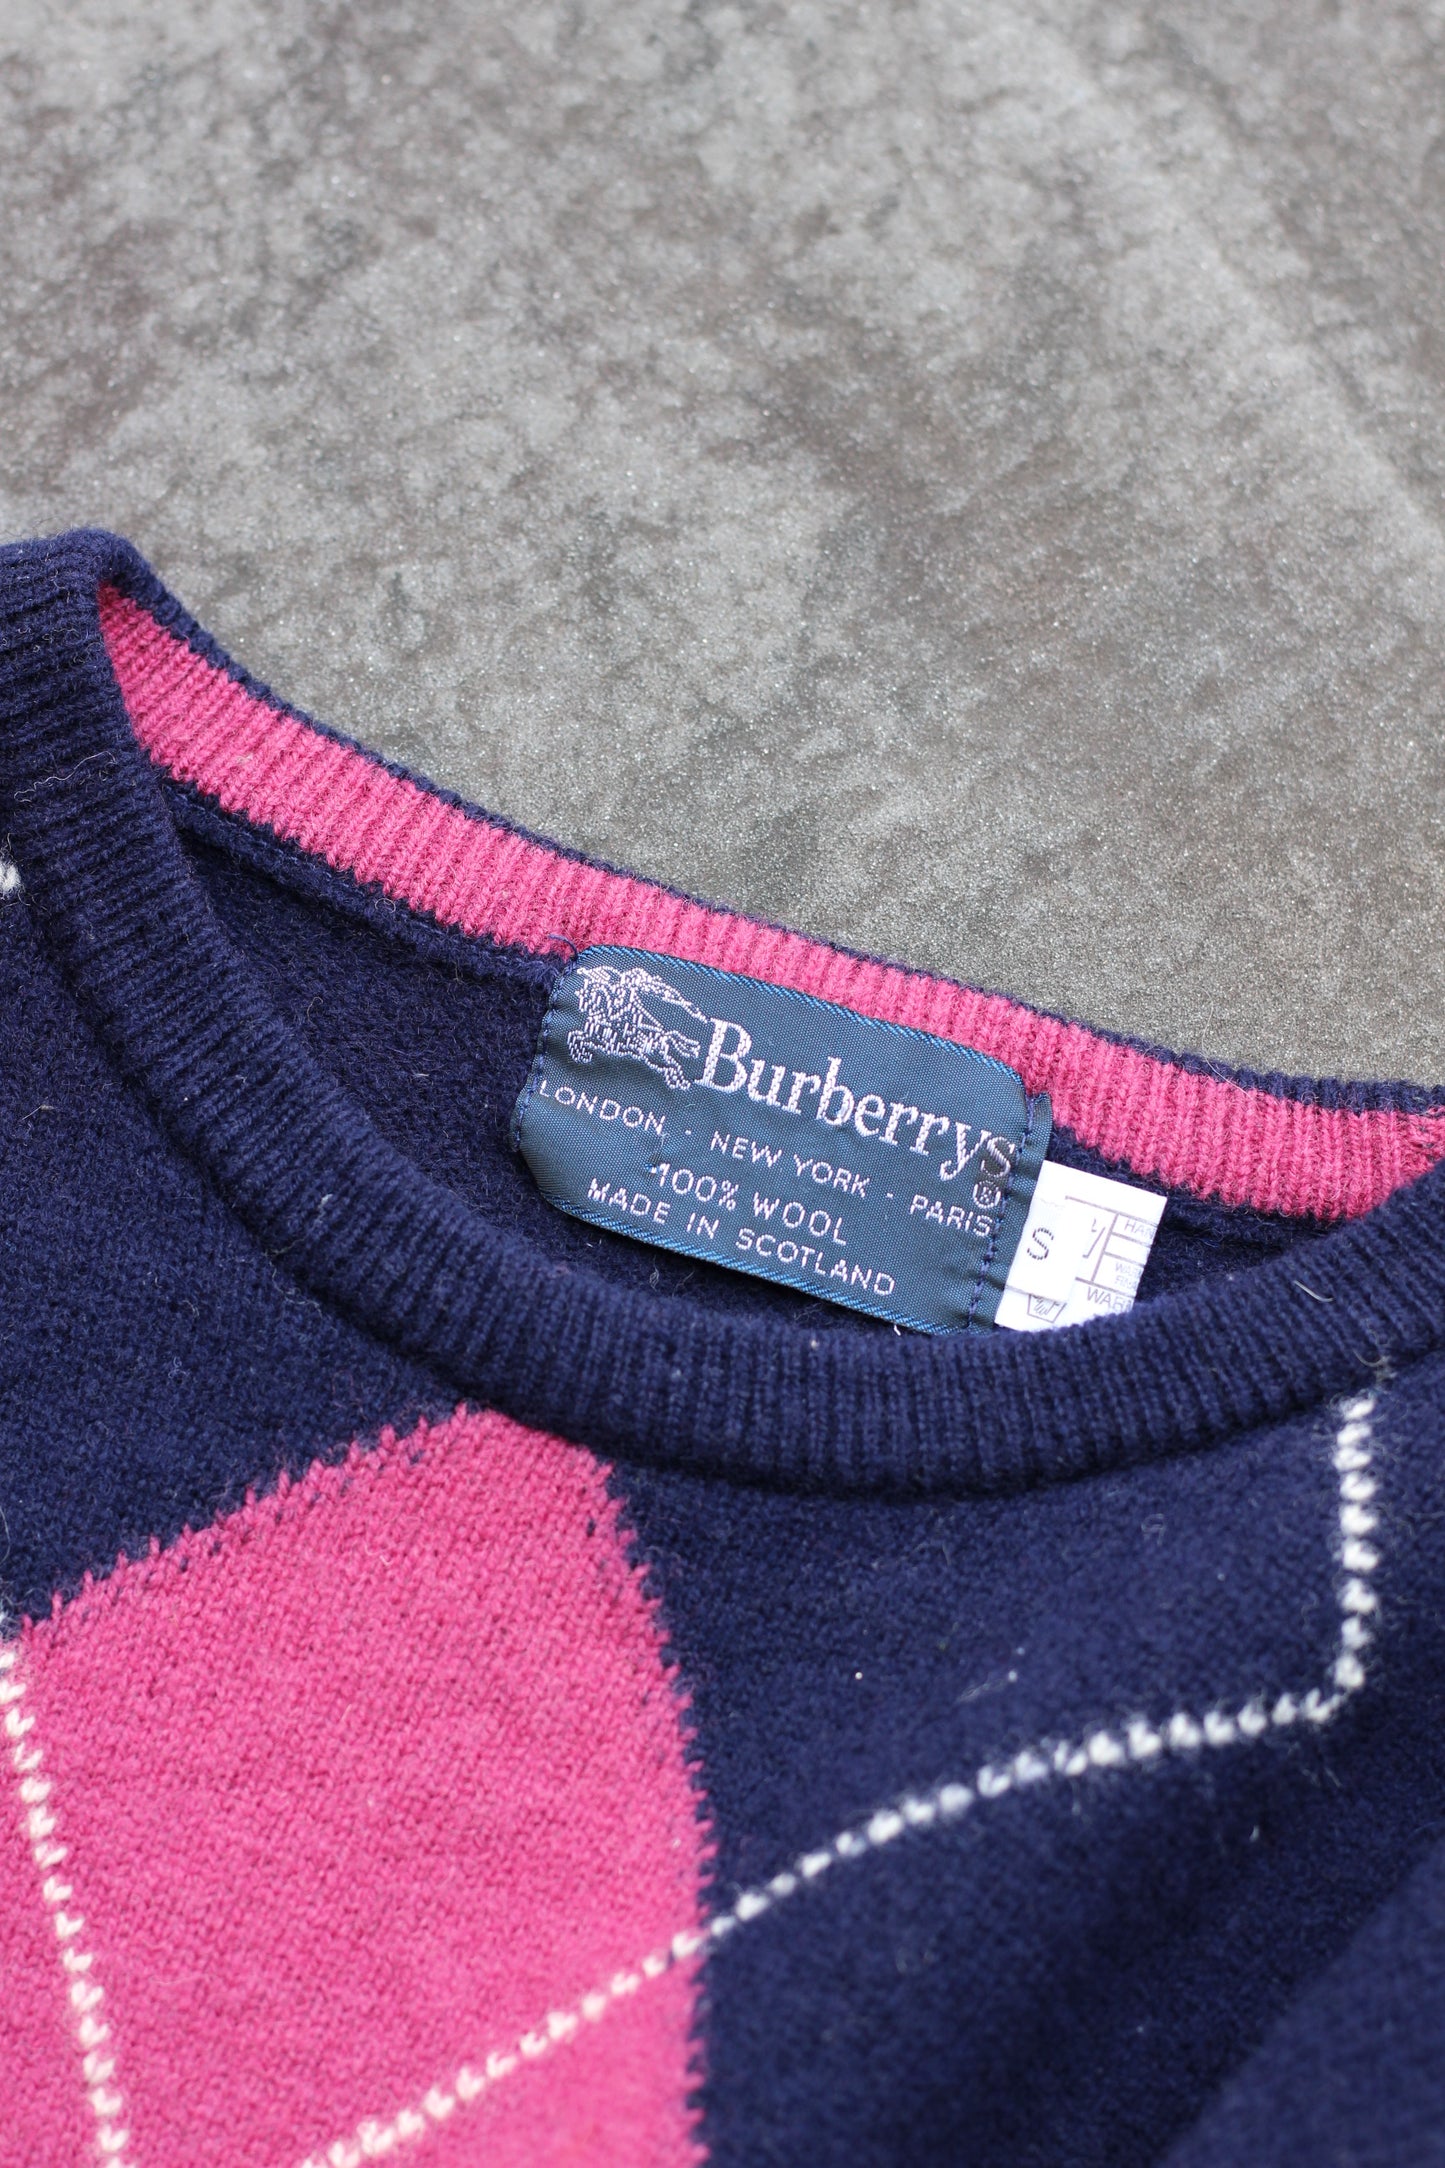 Burberrys®
LONDON - NEW YORK - PARIS
100% WOOL
MADE IN SCOTLAND
S